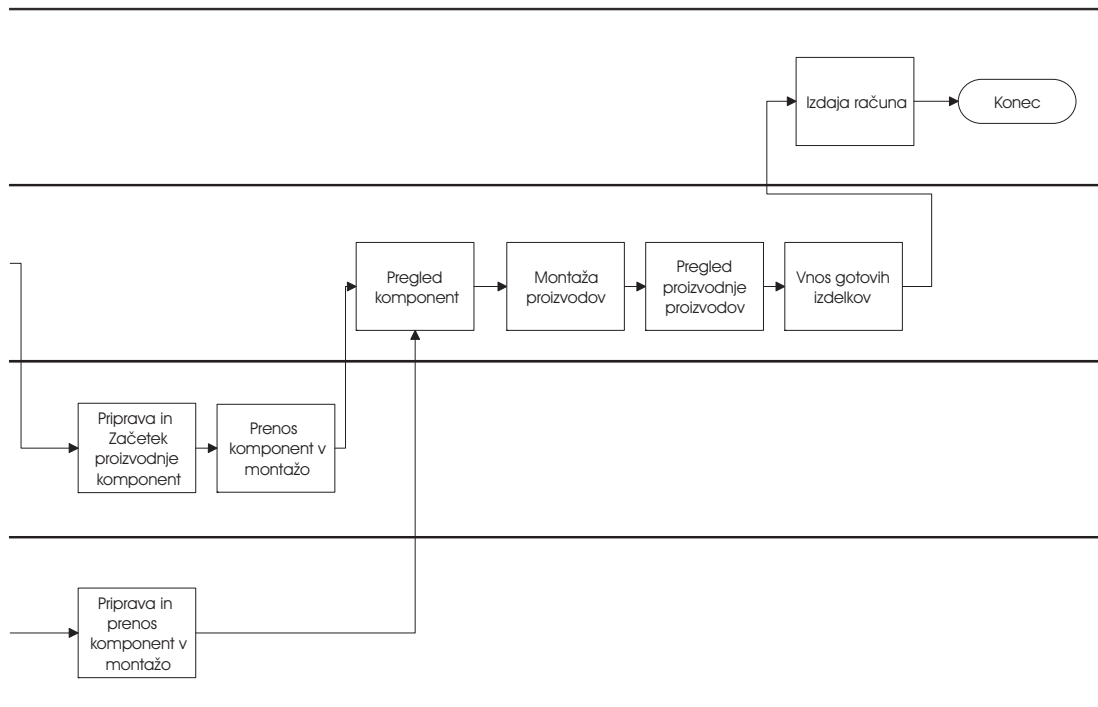 Izdaja računa
Konec
Pregled
komponent
Montaža
proizvodov
Pregled
proizvodnje
proizvodov
Vnos gotovih
izdelkov
Priprava in
Začetek
proizvodnje
komponent
Prenos
komponent v
montažo
Priprava in
prenos
komponent v
montažo